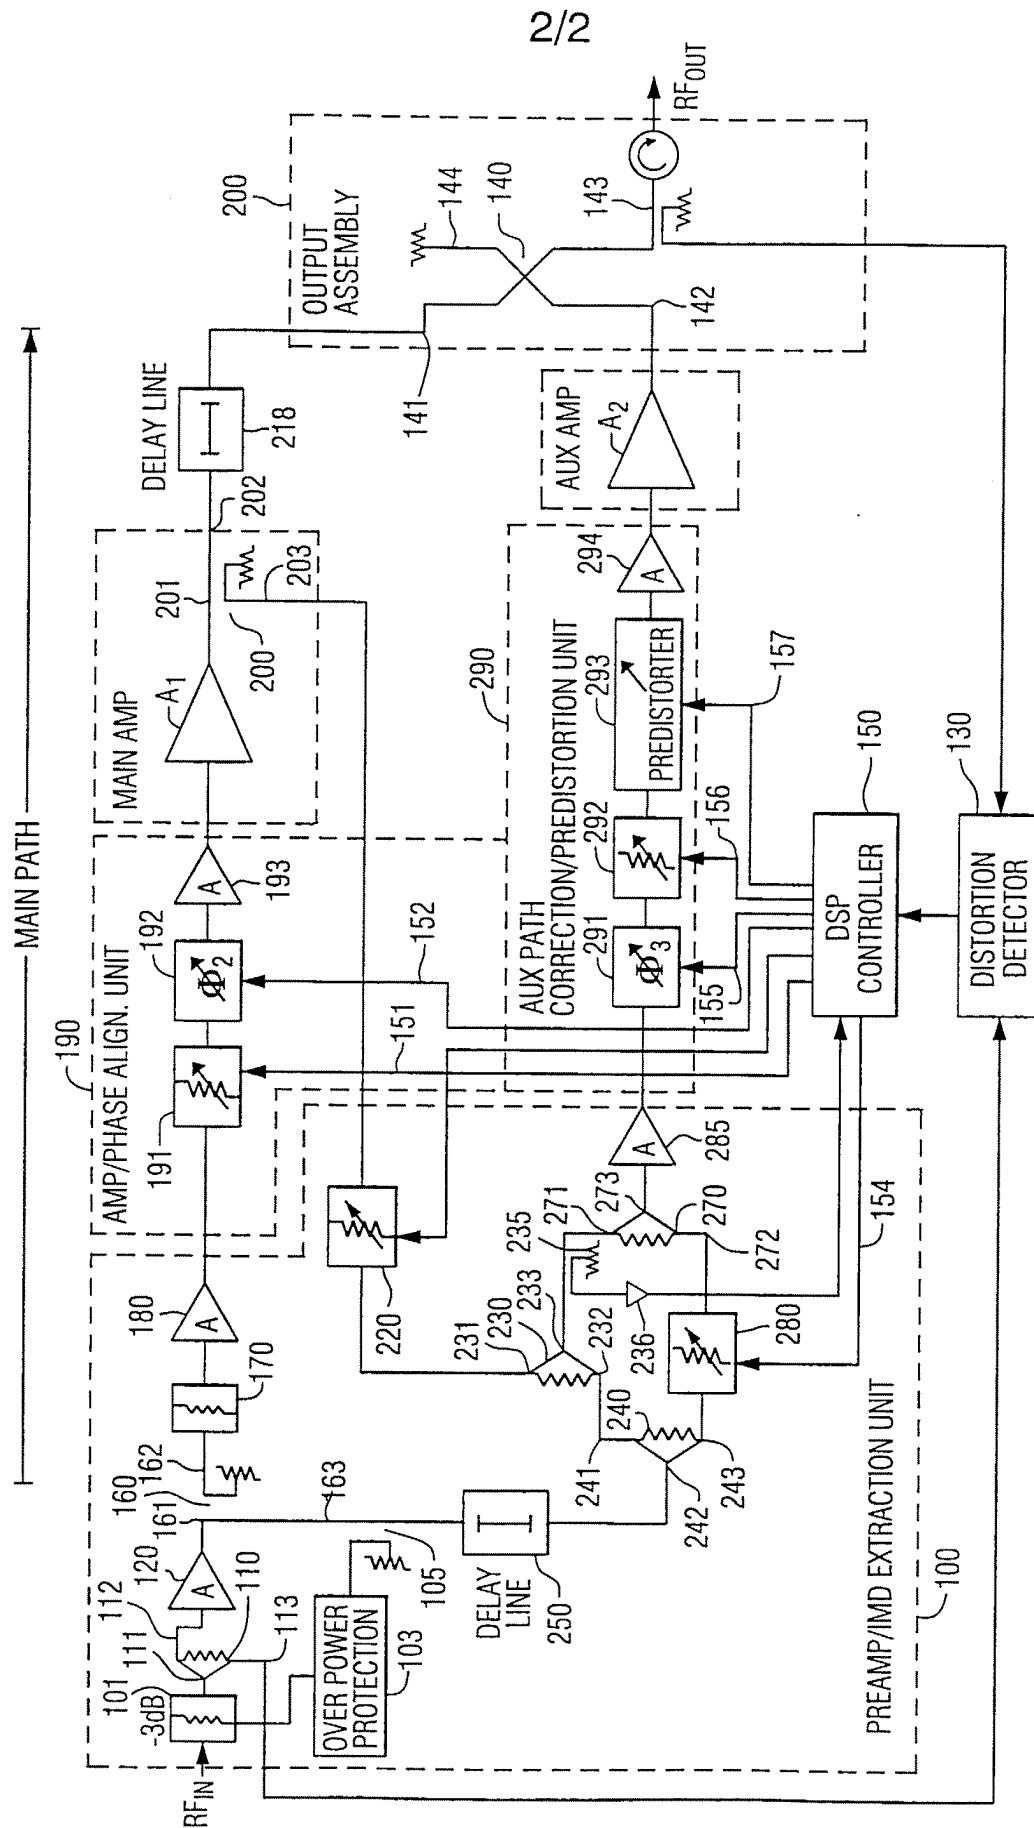 2/2
MAIN PATH
RF_IN
-3dB
101
111
112
110
113
120
A
161
160
162
163
105
OVER POWER
PROTECTION
103
170
180
A
DELAY
LINE
250
190
AMP/PHASE ALIGN. UNIT
191
192
Φ2
193
A
151
152
MAIN AMP
A1
200
201
202
203
DELAY LINE
218
141
200
OUTPUT
ASSEMBLY
144
140
143
142
RF_OUT
220
231
230
233
232
241
240
242
243
235
236
271
273
270
272
280
154
285
A
PREAMP/IMD EXTRACTION UNIT
100
290
AUX PATH
CORRECTION/PREDISTORTION UNIT
291
Φ3
292
293
PREDISTORTER
294
A
155
156
157
AUX AMP
A2
DSP
CONTROLLER
150
DISTORTION
DETECTOR
130